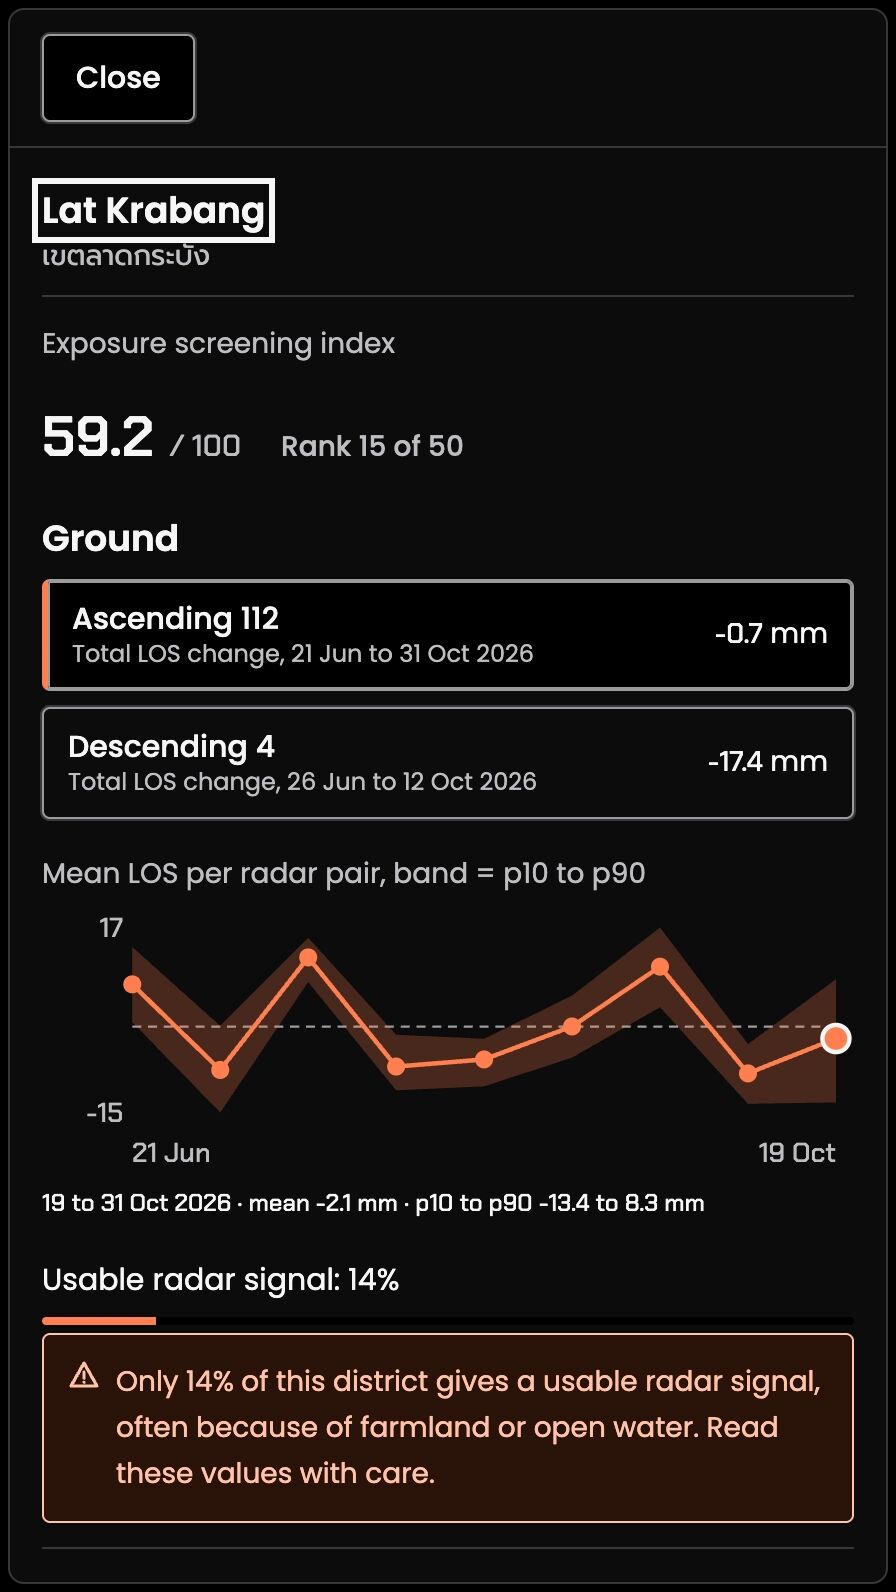 Close
Lat Krabang
เขตลาดกระบัง
Exposure screening index
59.2 / 100 Rank 15 of 50
Ground
Ascending 112
Total LOS change, 21 Jun to 31 Oct 2026
-0.7 mm
Descending 4
Total LOS change, 26 Jun to 12 Oct 2026
-17.4 mm
Mean LOS per radar pair, band = p10 to p90
17
-15
21 Jun
19 Oct
19 to 31 Oct 2026 · mean -2.1 mm · p10 to p90 -13.4 to 8.3 mm
Usable radar signal: 14%
Only 14% of this district gives a usable radar signal,
often because of farmland or open water. Read
these values with care.